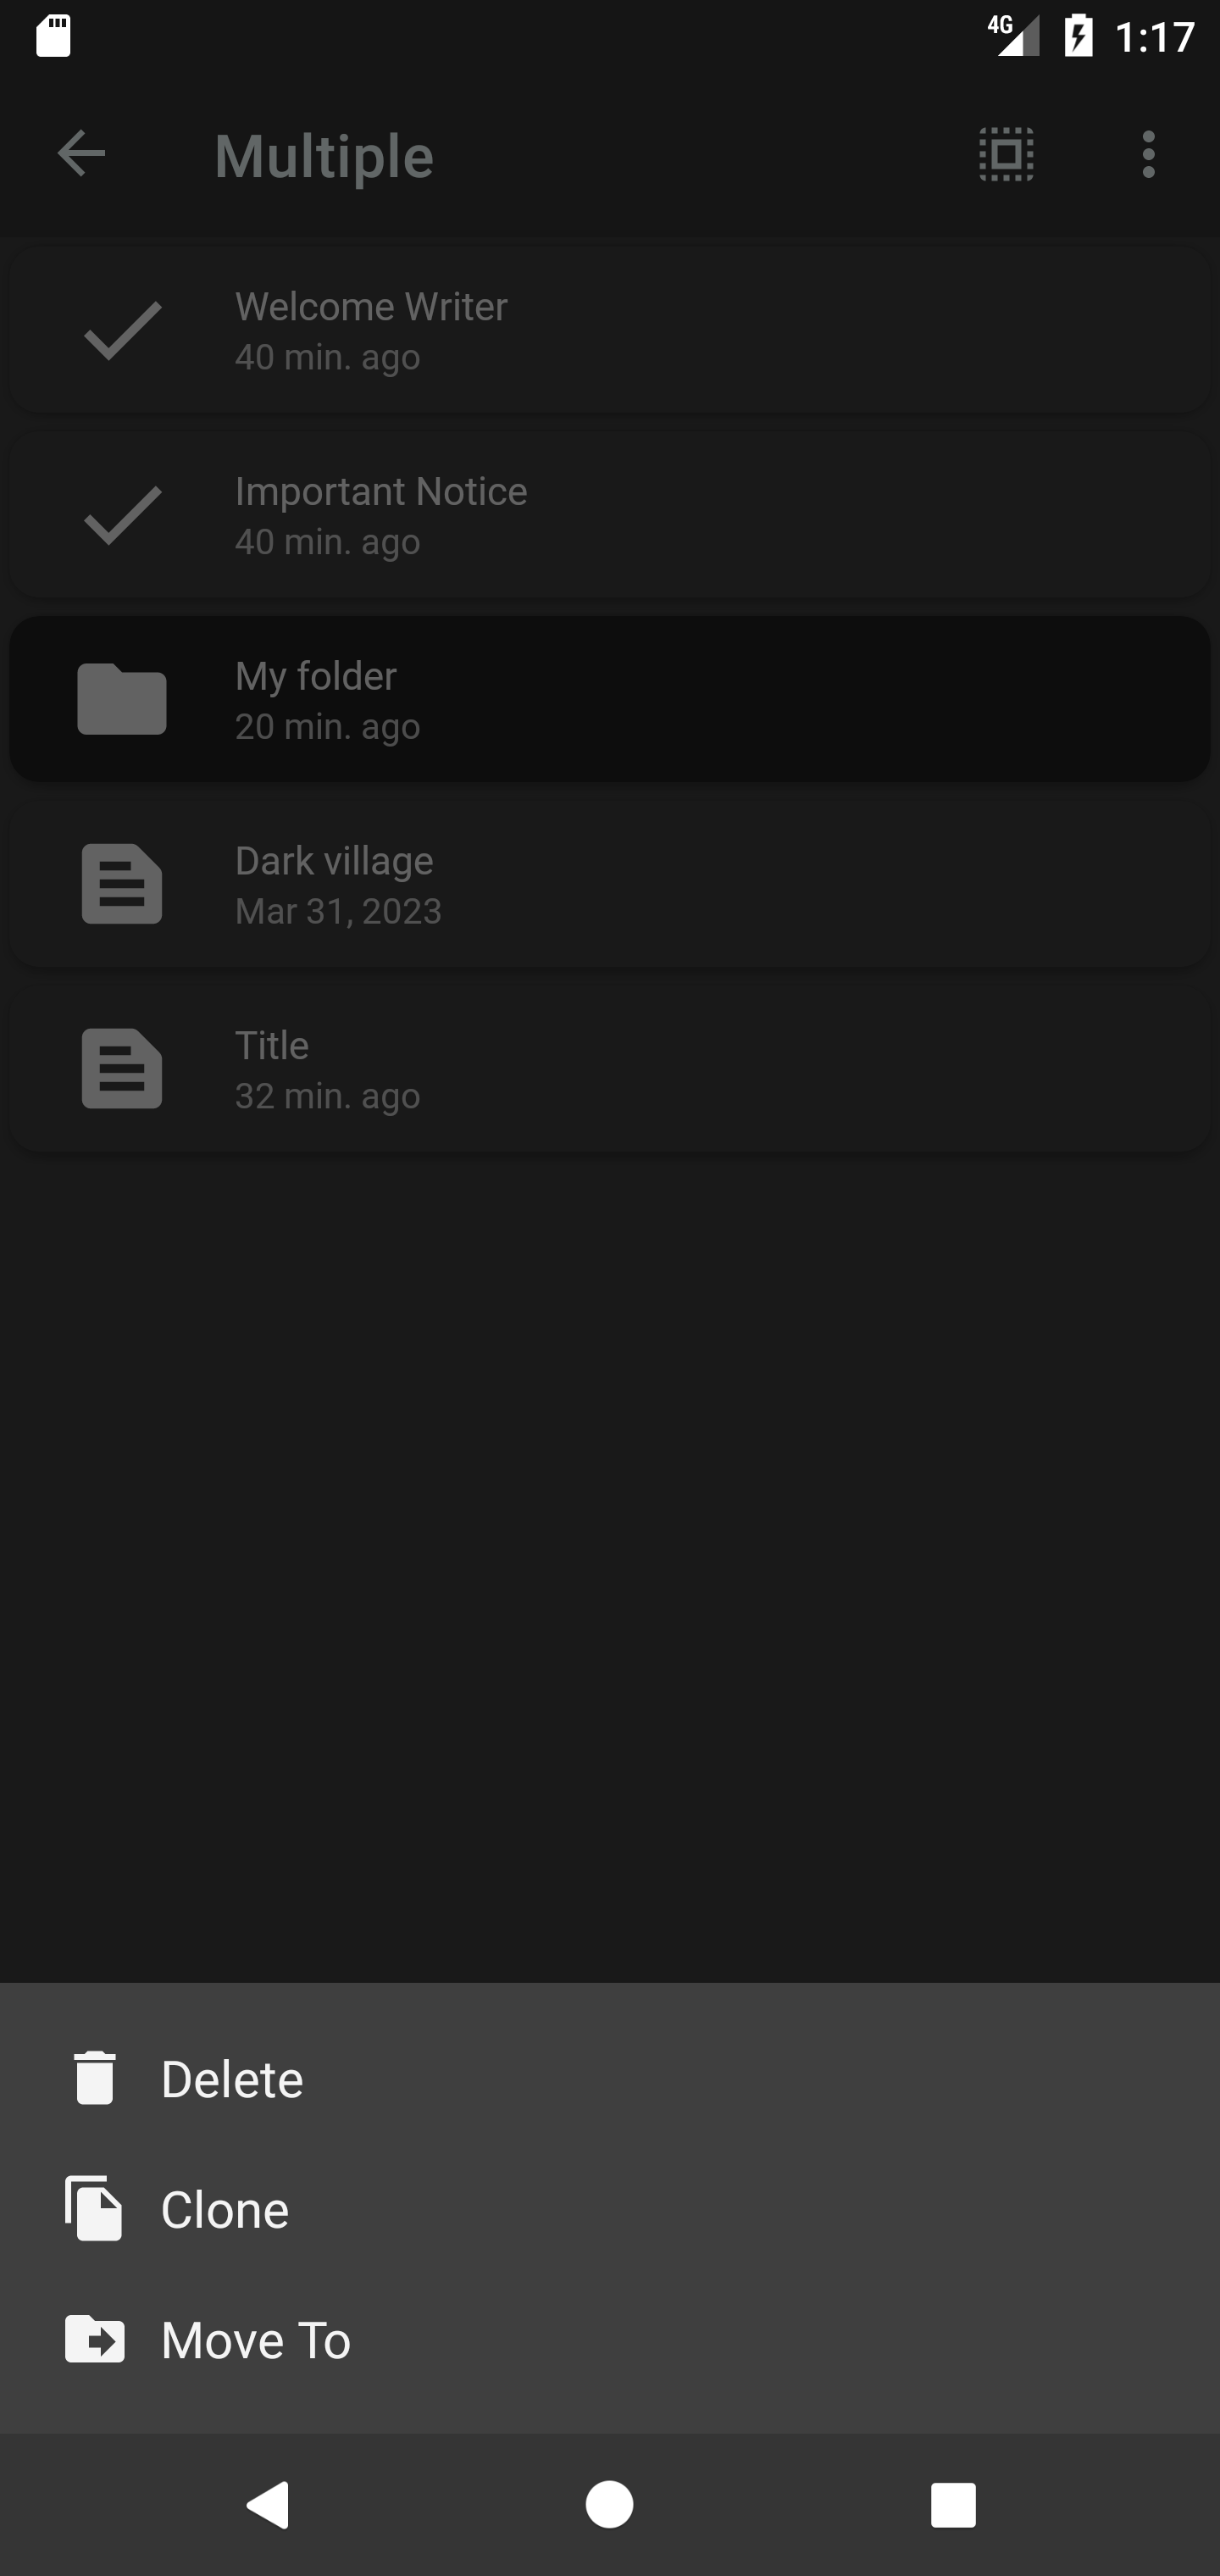 4G 1:17
Multiple
Welcome Writer
40 min. ago
Important Notice
40 min. ago
My folder
20 min. ago
Dark village
Mar 31, 2023
Title
32 min. ago
Delete
Clone
Move To